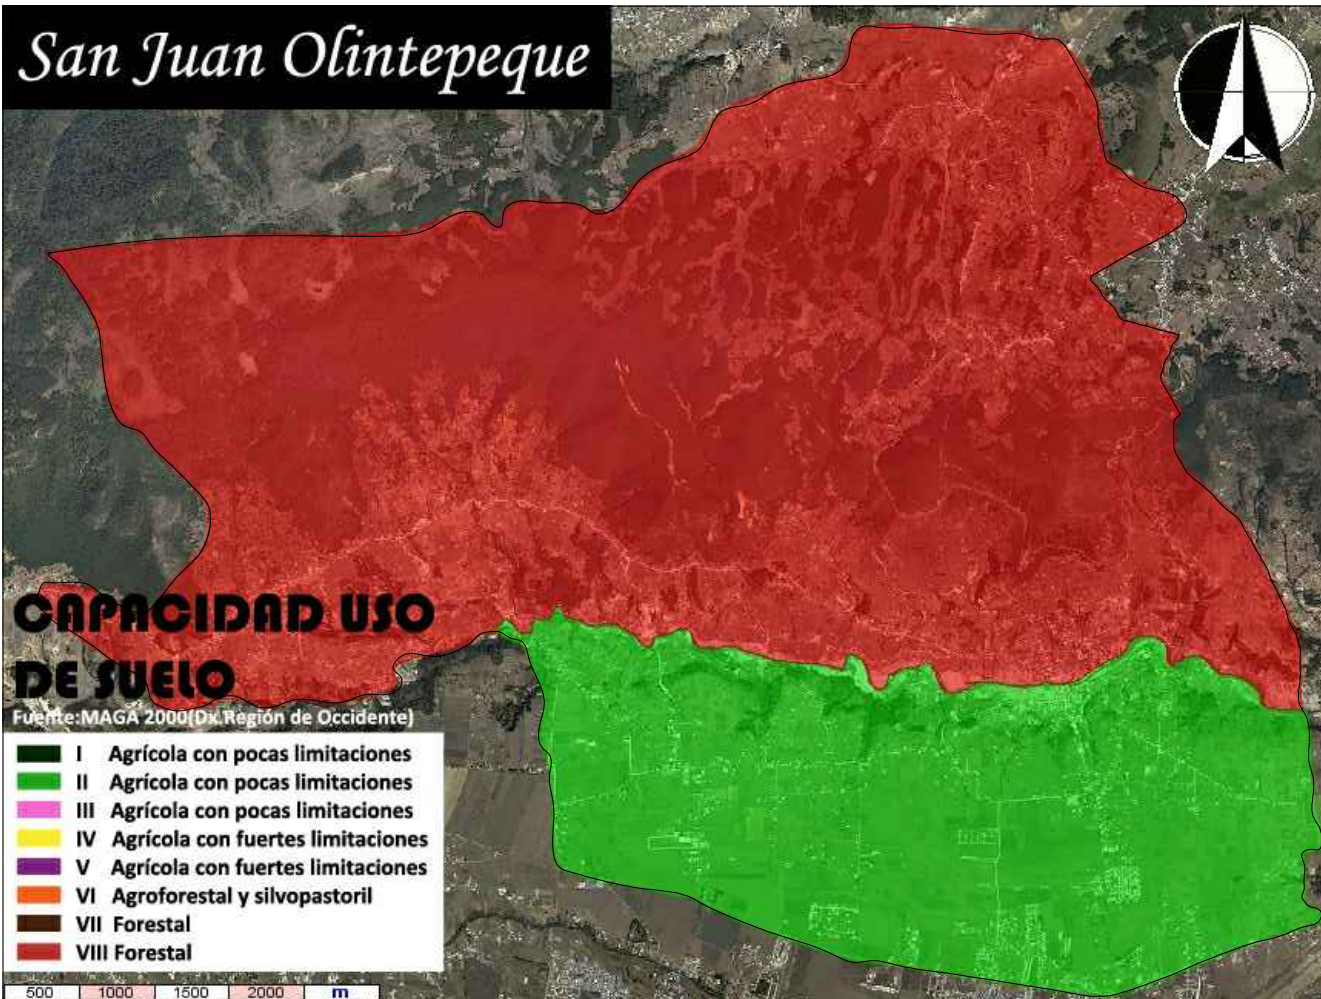 San Juan Olintepeque
CAPACIDAD USO
DE SUELO
Fuente:MAGA 2000(Dx.Región de Occidente)
I Agrícola con pocas limitaciones
II Agrícola con pocas limitaciones
III Agrícola con pocas limitaciones
IV Agrícola con fuertes limitaciones
V Agrícola con fuertes limitaciones
VI Agroforestal y silvopastoril
VII Forestal
VIII Forestal
500 1000 1500 2000 m